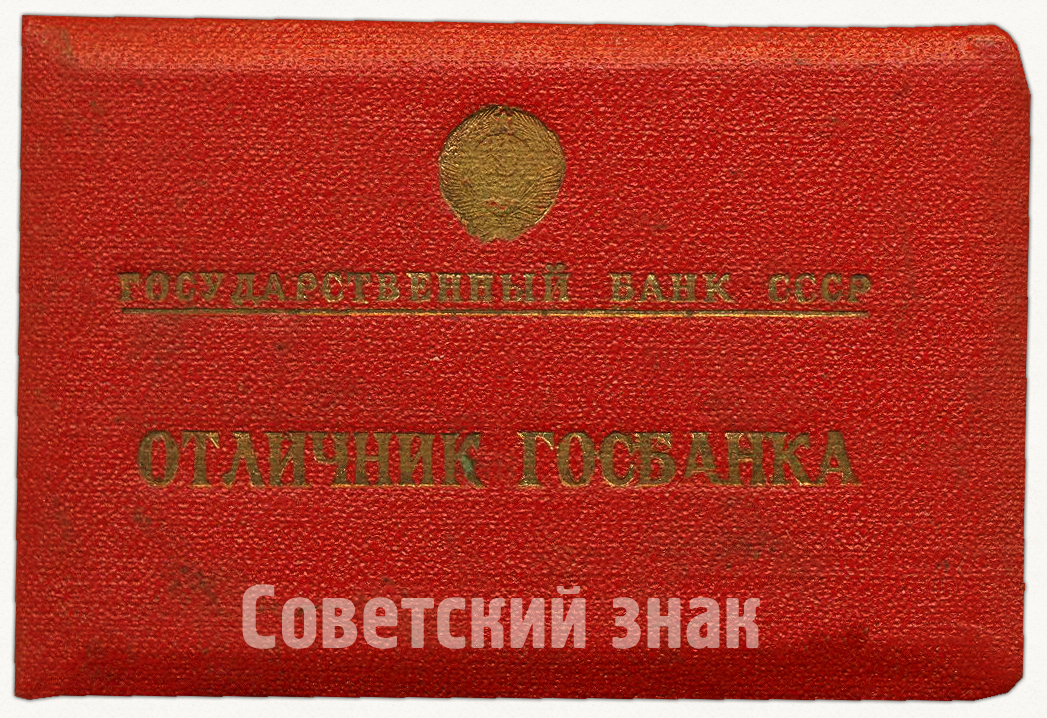 ГОСУДАРСТВЕННЫЙ БАНК СССР
ОТЛИЧНИК ГОСБАНКА
Советский знак